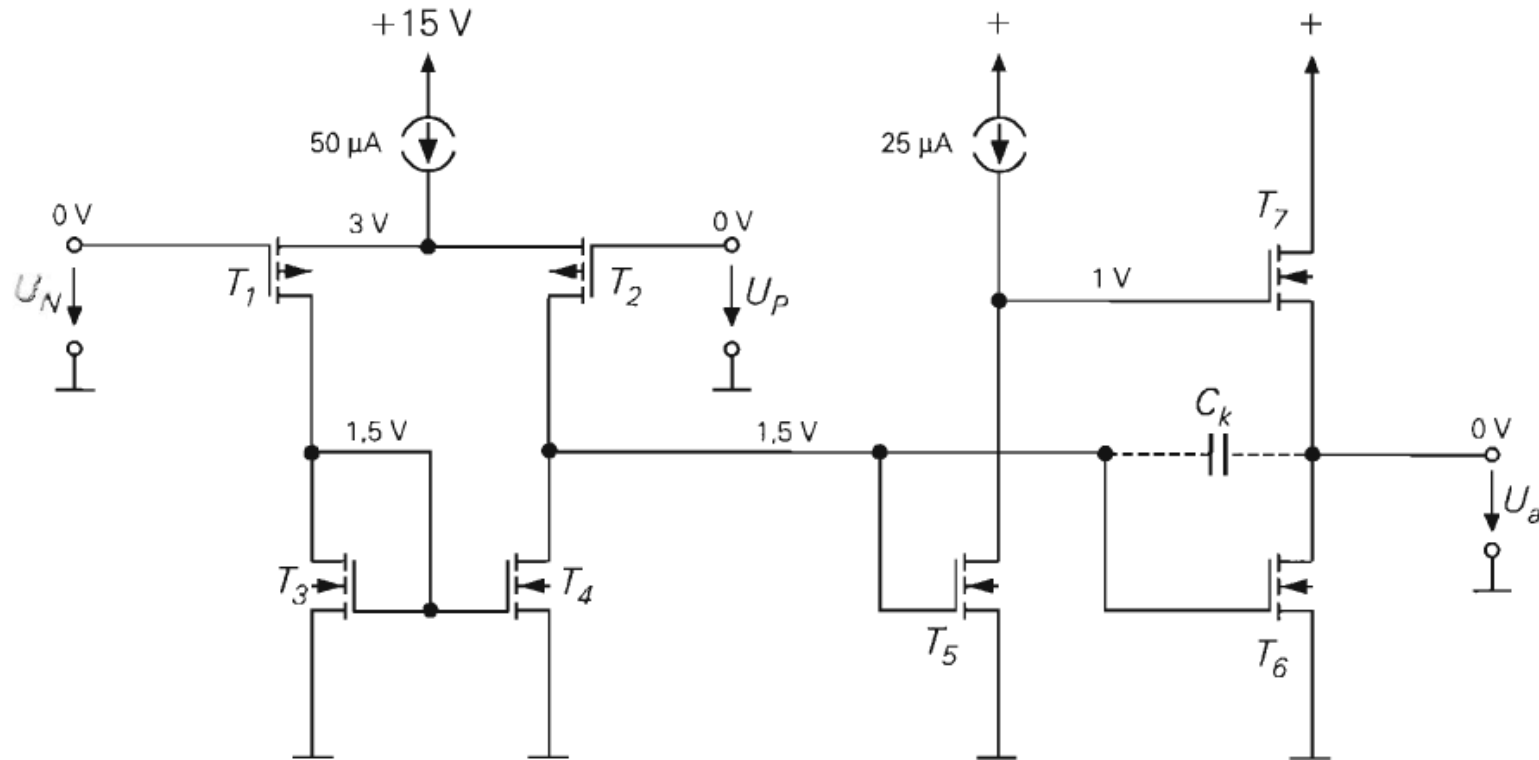 +15 V
+
+
50 µA
25 µA
0 V
3 V
0 V
T7
UN
T1
T2
UP
1 V
1,5 V
1,5 V
Ck
0 V
Ua
T3
T4
T5
T6